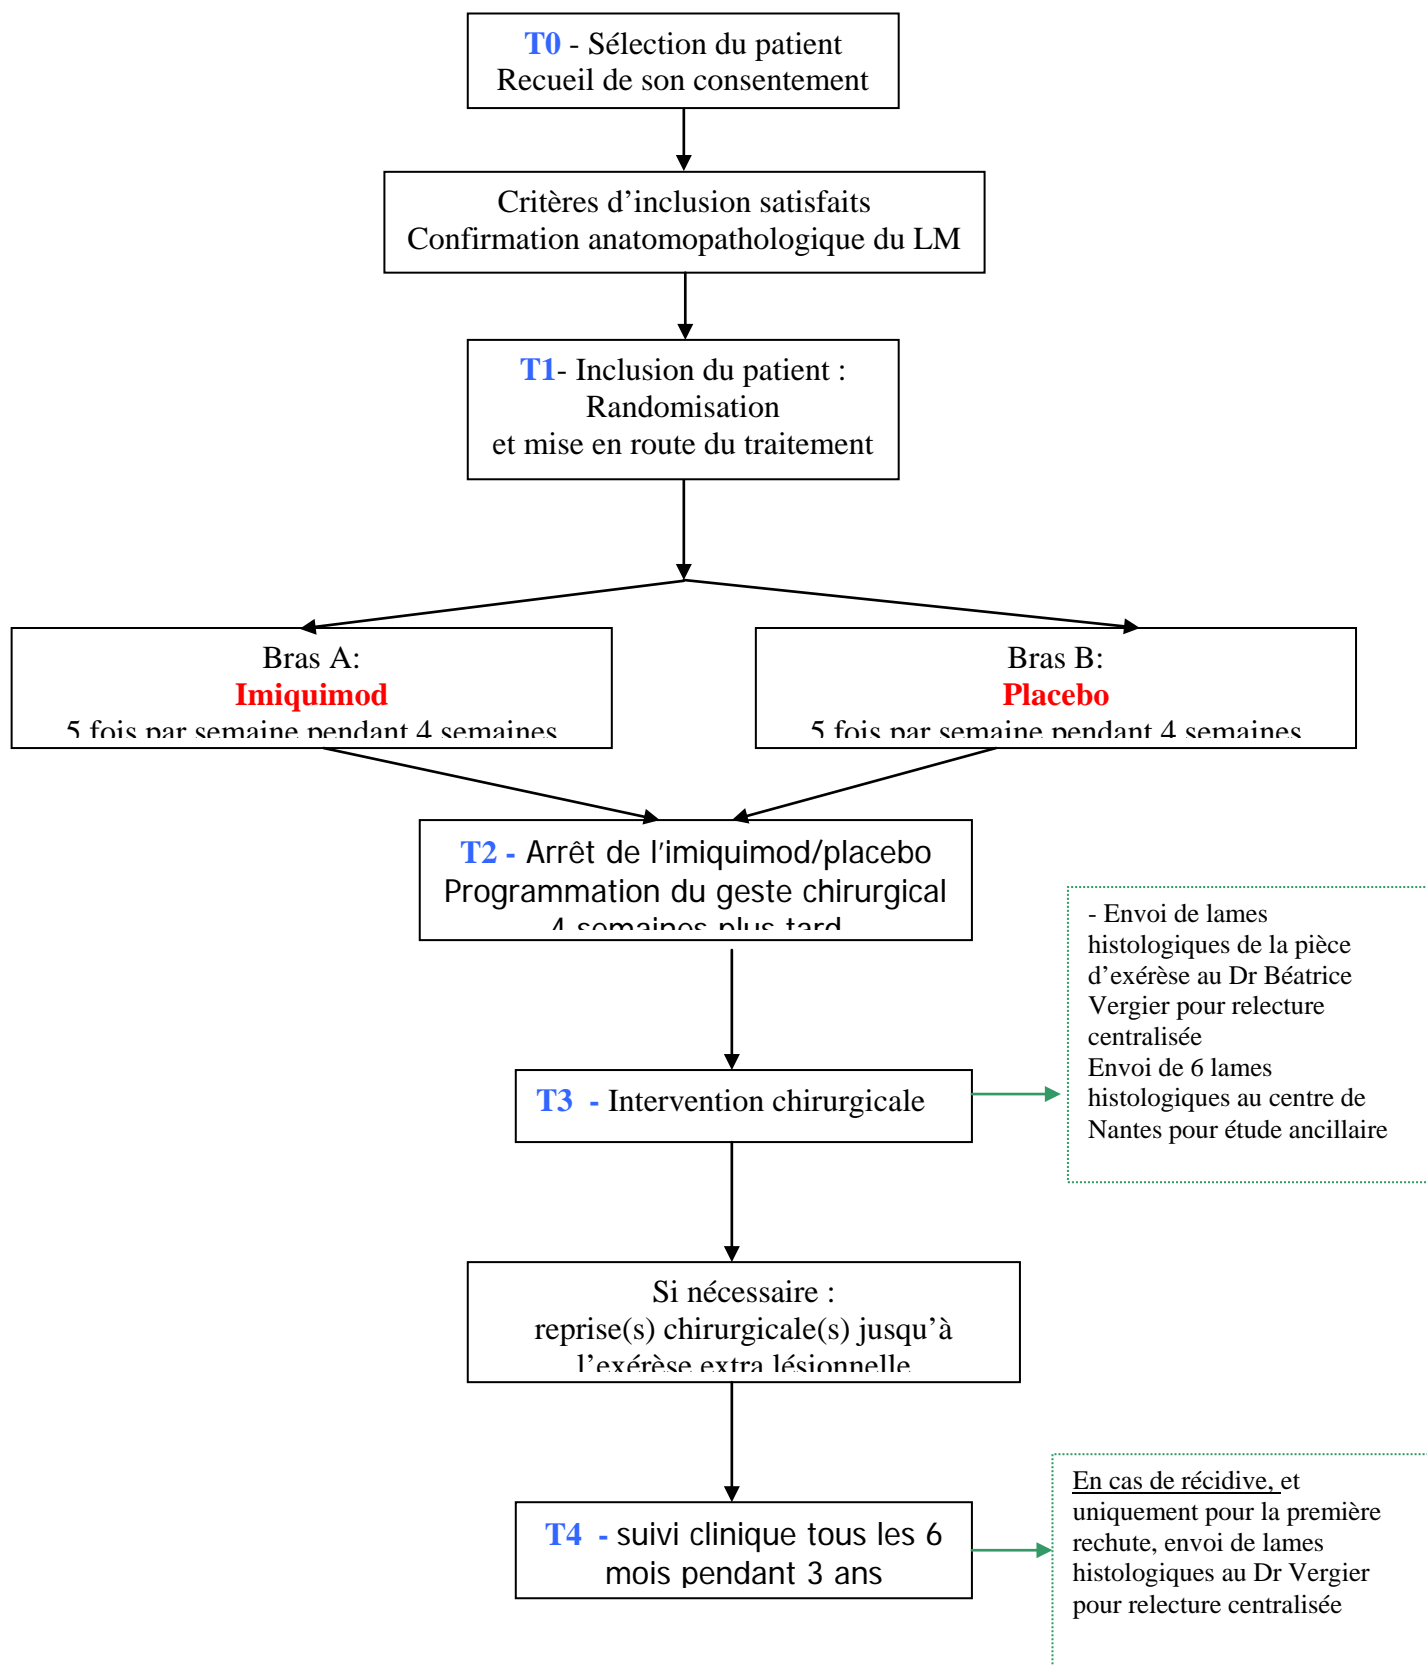 T0 - Sélection du patient
Recueil de son consentement
Critères d’inclusion satisfaits
Confirmation anatomopathologique du LM
T1- Inclusion du patient :
Randomisation
et mise en route du traitement
Bras A:
Imiquimod
5 fois par semaine pendant 4 semaines
Bras B:
Placebo
5 fois par semaine pendant 4 semaines
T2 - Arrêt de l’imiquimod/placebo
Programmation du geste chirurgical
4 semaines plus tard
- Envoi de lames
histologiques de la pièce
d’exérèse au Dr Béatrice
Vergier pour relecture
centralisée
Envoi de 6 lames
histologiques au centre de
Nantes pour étude ancillaire
T3 - Intervention chirurgicale
Si nécessaire :
reprise(s) chirurgicale(s) jusqu’à
l’exérèse extra lésionnelle
T4 - suivi clinique tous les 6
mois pendant 3 ans
En cas de récidive, et
uniquement pour la première
rechute, envoi de lames
histologiques au Dr Vergier
pour relecture centralisée